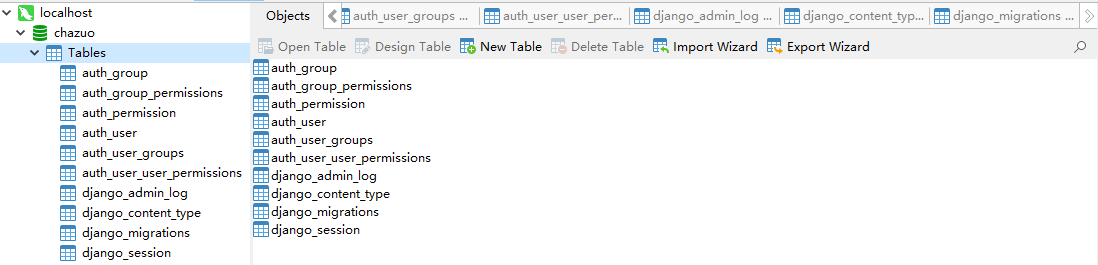 localhost
chazuo
Tables
auth_group
auth_group_permissions
auth_permission
auth_user
auth_user_groups
auth_user_user_permissions
django_admin_log
django_content_type
django_migrations
django_session
Objects auth_user_groups ... auth_user_user_per... django_admin_log ... django_content_typ... django_migrations ...
Open Table Design Table New Table Delete Table Import Wizard Export Wizard
auth_group
auth_group_permissions
auth_permission
auth_user
auth_user_groups
auth_user_user_permissions
django_admin_log
django_content_type
django_migrations
django_session